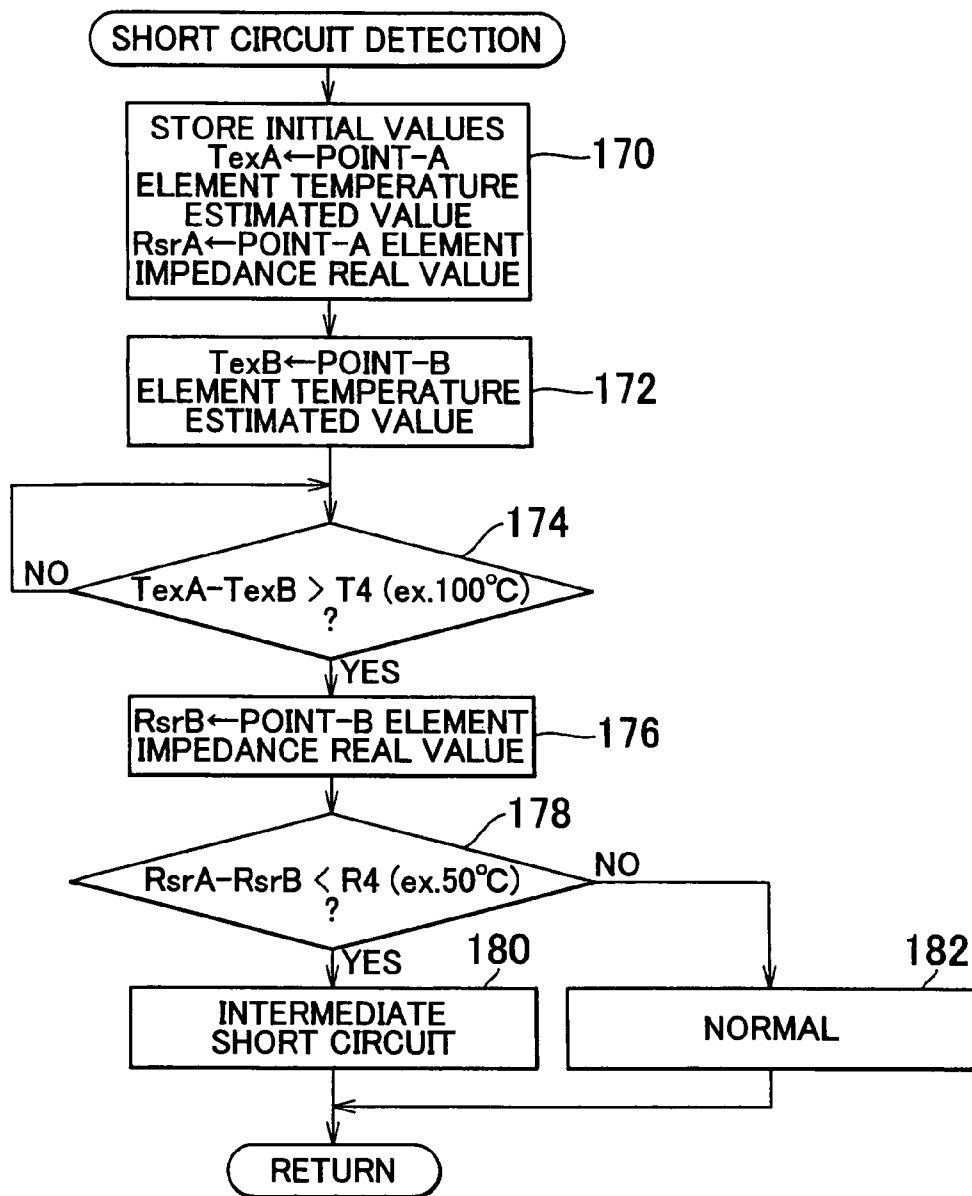 SHORT CIRCUIT DETECTION
STORE INITIAL VALUES
TexA←POINT-A
ELEMENT TEMPERATURE
ESTIMATED VALUE
RsrA←POINT-A ELEMENT
IMPEDANCE REAL VALUE
170
TexB←POINT-B
ELEMENT TEMPERATURE
ESTIMATED VALUE
172
174
NO
TexA-TexB > T4 (ex.100°C)
?
YES
RsrB←POINT-B ELEMENT
IMPEDANCE REAL VALUE
176
178
RsrA-RsrB < R4 (ex.50°C)
?
NO
YES
180
INTERMEDIATE
SHORT CIRCUIT
182
NORMAL
RETURN